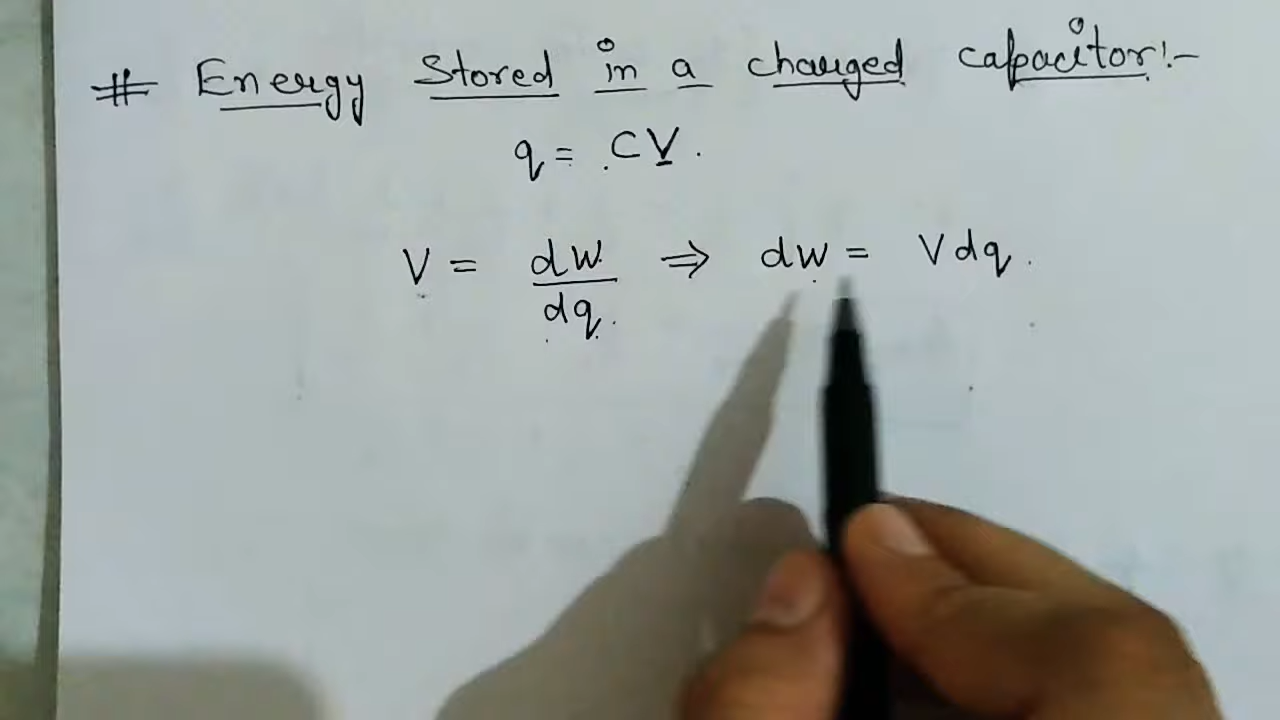 # Energy Stored in a charged capacitor:-
q = CV.
V = dw/dq. ⇒ dw = Vdq.